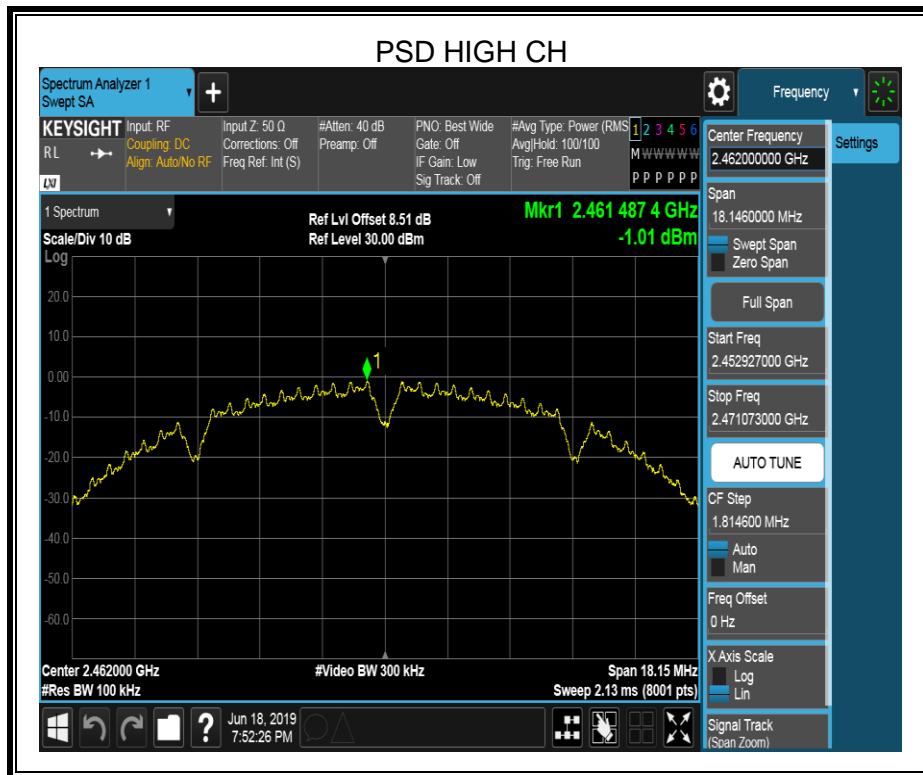 PSD HIGH CH
Spectrum Analyzer 1
Swept SA
Frequency
KEYSIGHT
RL
LXI
Input: RF
Coupling: DC
Align: Auto/No RF
Input Z: 50 Ω
Corrections: Off
Freq Ref: Int (S)
#Atten: 40 dB
Preamp: Off
PNO: Best Wide
Gate: Off
IF Gain: Low
Sig Track: Off
#Avg Type: Power (RMS
Avg|Hold: 100/100
Trig: Free Run
1 2 3 4 5 6
M W W W W W
P P P P P P
1 Spectrum
Scale/Div 10 dB
Ref Lvl Offset 8.51 dB
Ref Level 30.00 dBm
Mkr1 2.461 487 4 GHz
-1.01 dBm
Log
20.0
10.0
0.00
-10.0
-20.0
-30.0
-40.0
-50.0
-60.0
1
Center 2.462000 GHz
#Video BW 300 kHz
Span 18.15 MHz
#Res BW 100 kHz
Sweep 2.13 ms (8001 pts)
?
Jun 18, 2019
7:52:26 PM
Center Frequency
2.462000000 GHz
Settings
Span
18.1460000 MHz
Swept Span
Zero Span
Full Span
Start Freq
2.452927000 GHz
Stop Freq
2.471073000 GHz
AUTO TUNE
CF Step
1.814600 MHz
Auto
Man
Freq Offset
0 Hz
X Axis Scale
Log
Lin
Signal Track
(Span Zoom)